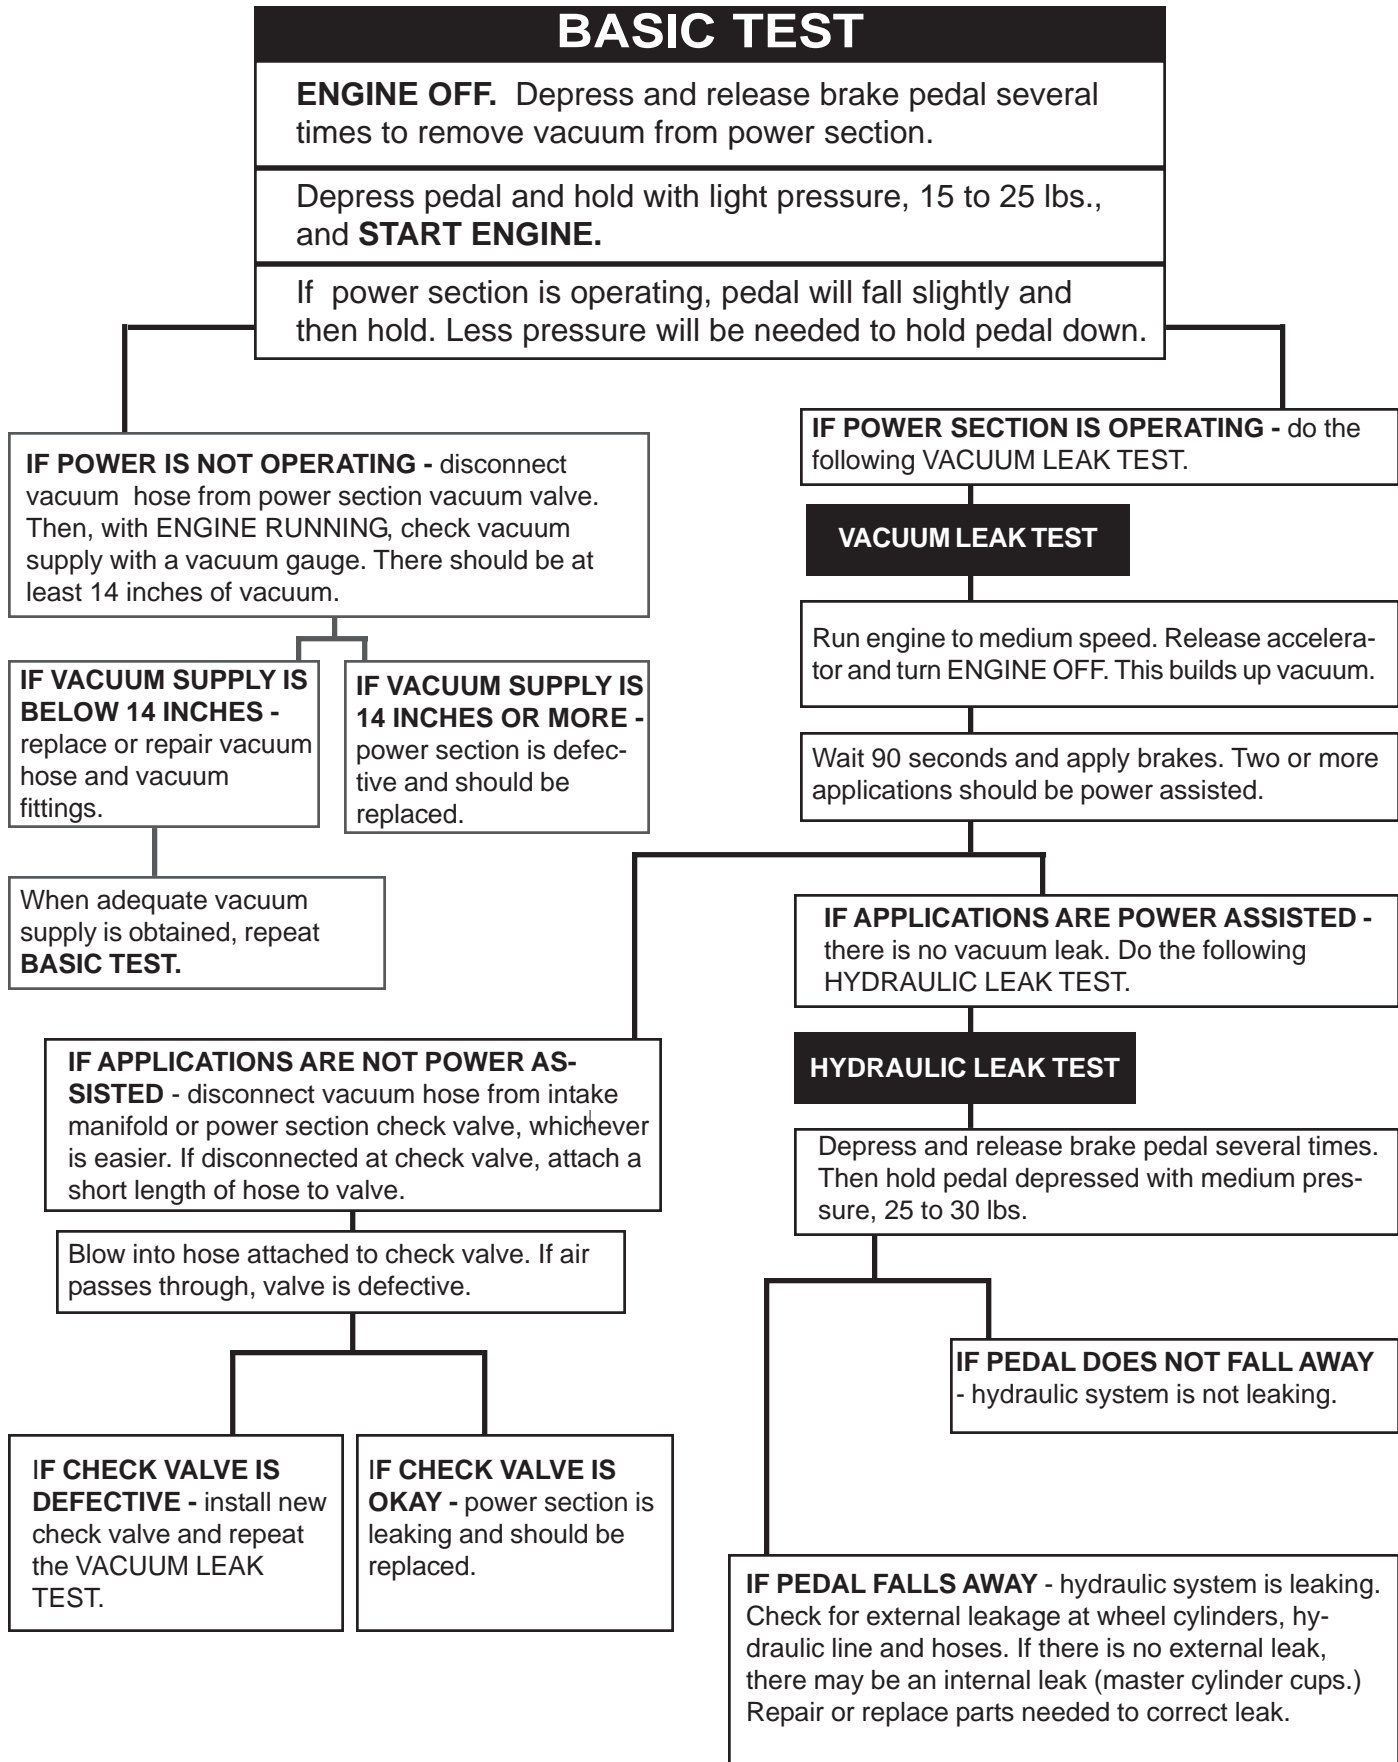 BASIC TEST
ENGINE OFF. Depress and release brake pedal several
times to remove vacuum from power section.
Depress pedal and hold with light pressure, 15 to 25 lbs.,
and START ENGINE.
If power section is operating, pedal will fall slightly and
then hold. Less pressure will be needed to hold pedal down.
IF POWER IS NOT OPERATING - disconnect
vacuum hose from power section vacuum valve.
Then, with ENGINE RUNNING, check vacuum
supply with a vacuum gauge. There should be at
least 14 inches of vacuum.
IF VACUUM SUPPLY IS
BELOW 14 INCHES -
replace or repair vacuum
hose and vacuum
fittings.
IF VACUUM SUPPLY IS
14 INCHES OR MORE -
power section is defec-
tive and should be
replaced.
When adequate vacuum
supply is obtained, repeat
BASIC TEST.
IF POWER SECTION IS OPERATING - do the
following VACUUM LEAK TEST.
VACUUM LEAK TEST
Run engine to medium speed. Release accelera-
tor and turn ENGINE OFF. This builds up vacuum.
Wait 90 seconds and apply brakes. Two or more
applications should be power assisted.
IF APPLICATIONS ARE NOT POWER AS-
SISTED - disconnect vacuum hose from intake
manifold or power section check valve, whichever
is easier. If disconnected at check valve, attach a
short length of hose to valve.
Blow into hose attached to check valve. If air
passes through, valve is defective.
IF CHECK VALVE IS
DEFECTIVE - install new
check valve and repeat
the VACUUM LEAK
TEST.
IF CHECK VALVE IS
OKAY - power section is
leaking and should be
replaced.
IF APPLICATIONS ARE POWER ASSISTED -
there is no vacuum leak. Do the following
HYDRAULIC LEAK TEST.
HYDRAULIC LEAK TEST
Depress and release brake pedal several times.
Then hold pedal depressed with medium pres-
sure, 25 to 30 lbs.
IF PEDAL DOES NOT FALL AWAY
- hydraulic system is not leaking.
IF PEDAL FALLS AWAY - hydraulic system is leaking.
Check for external leakage at wheel cylinders, hy-
draulic line and hoses. If there is no external leak,
there may be an internal leak (master cylinder cups.)
Repair or replace parts needed to correct leak.